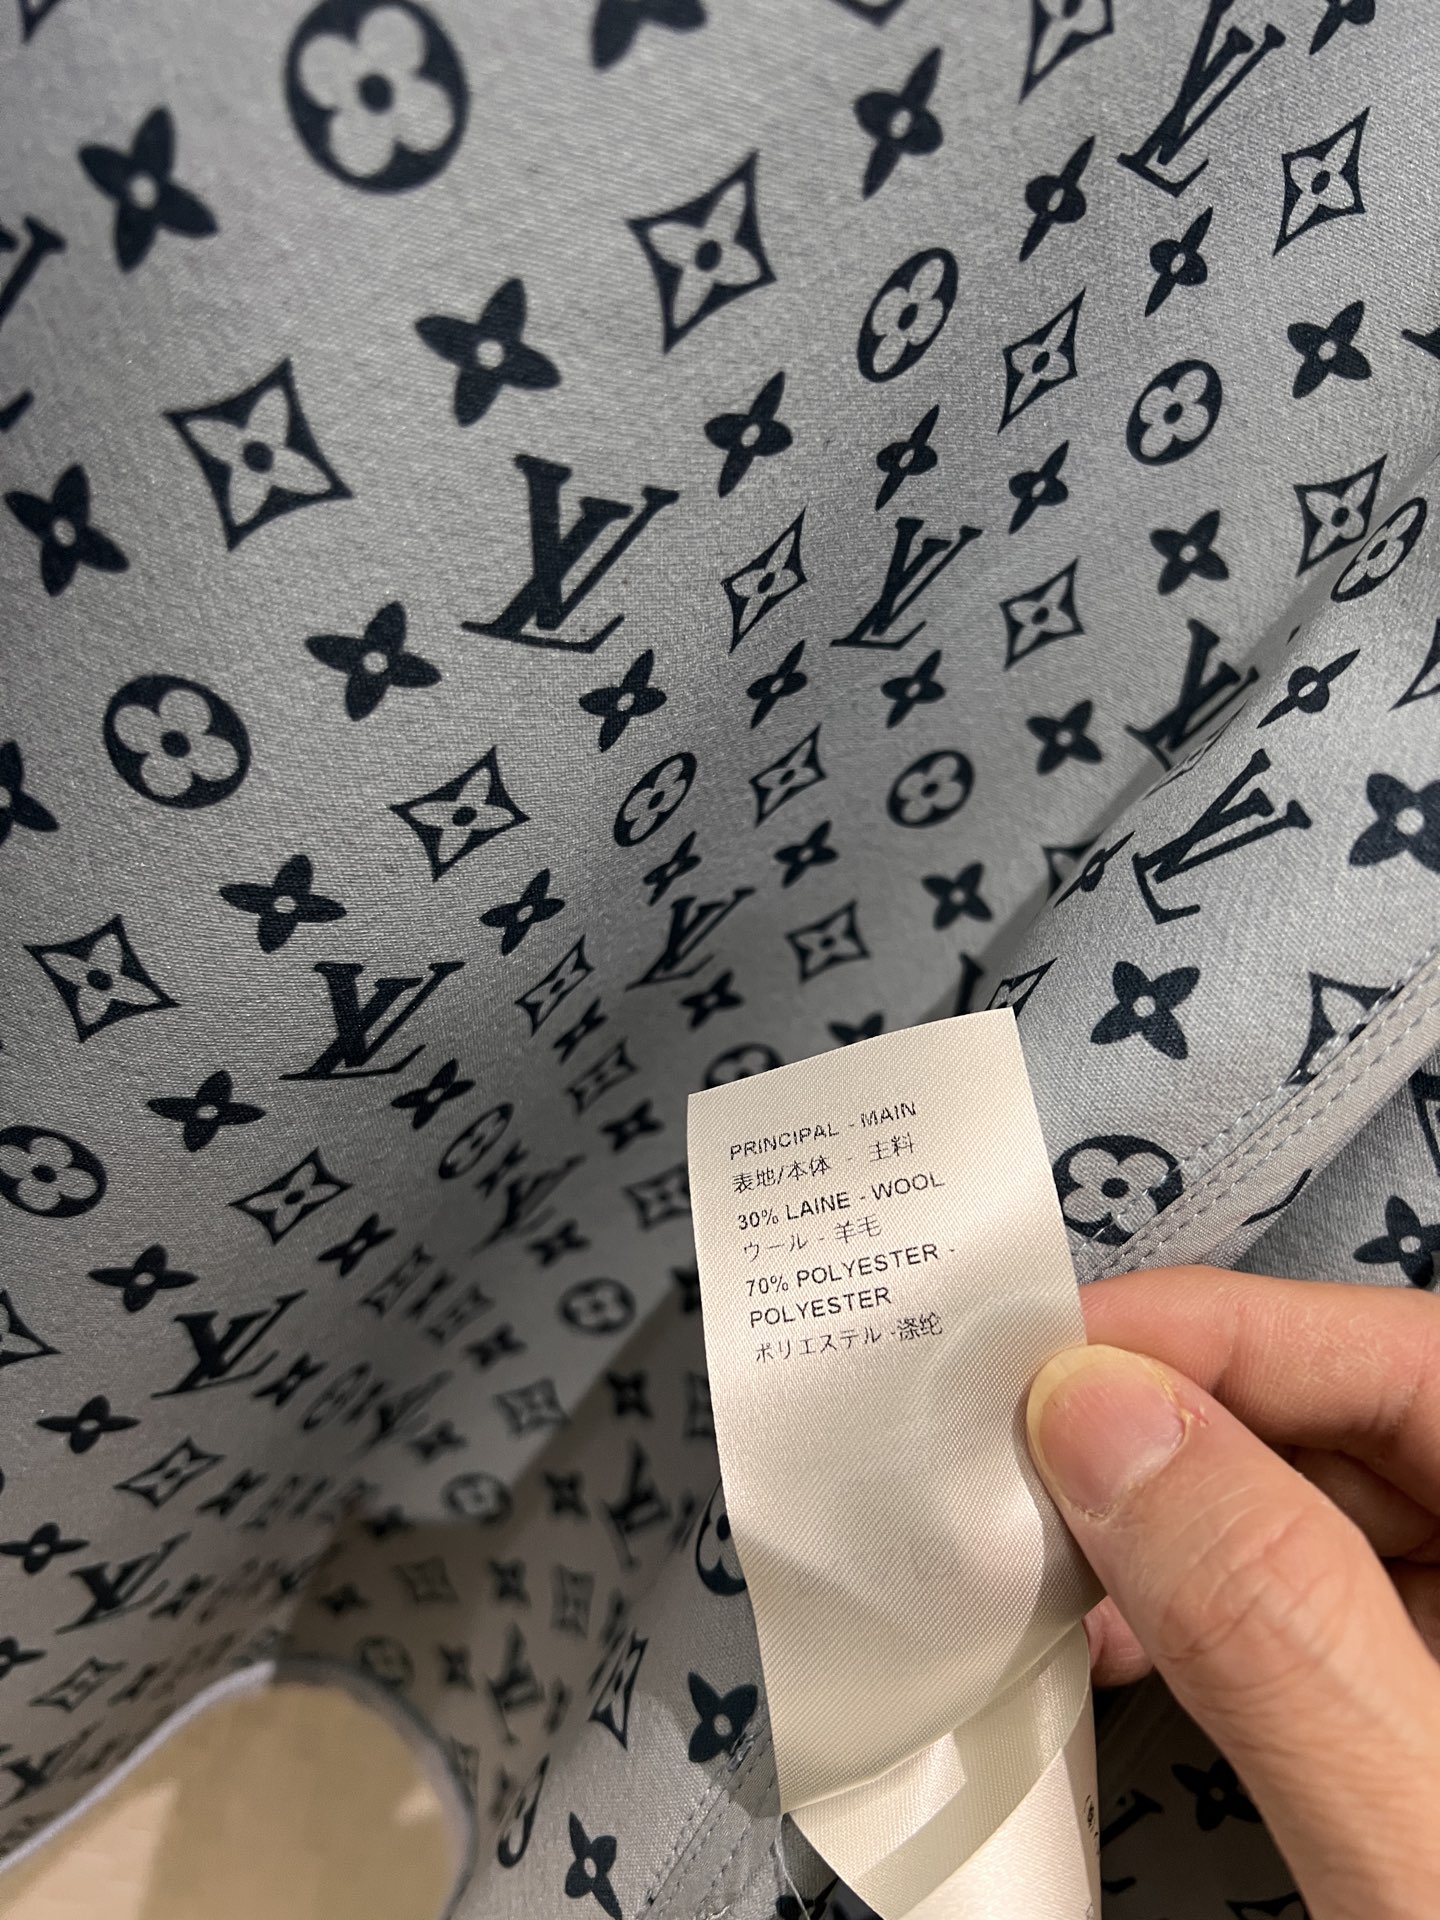 PRINCIPAL - MAIN
表地/本体 - 主料
30% LAINE - WOOL
ウール - 羊毛
70% POLYESTER -
POLYESTER
ポリエステル -涤纶